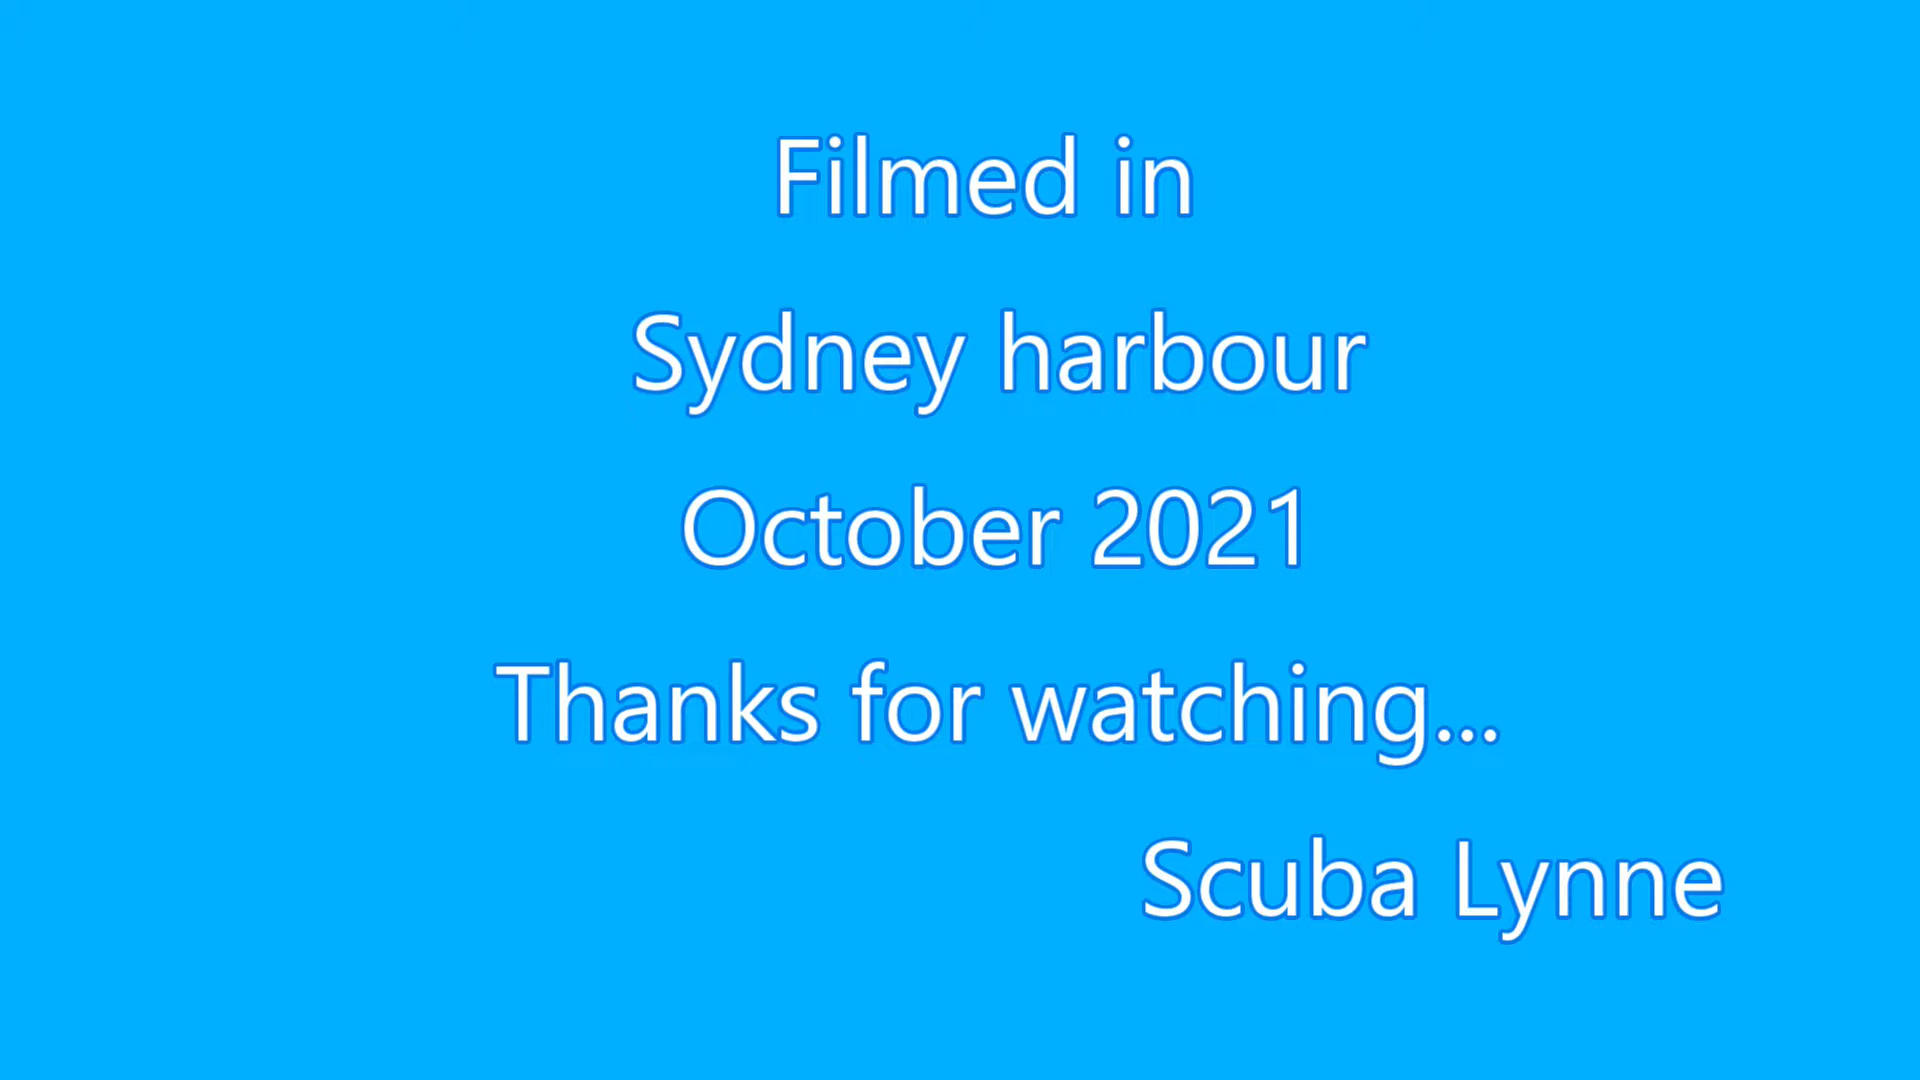 Filmed in
Sydney harbour
October 2021
Thanks for watching...
Scuba Lynne